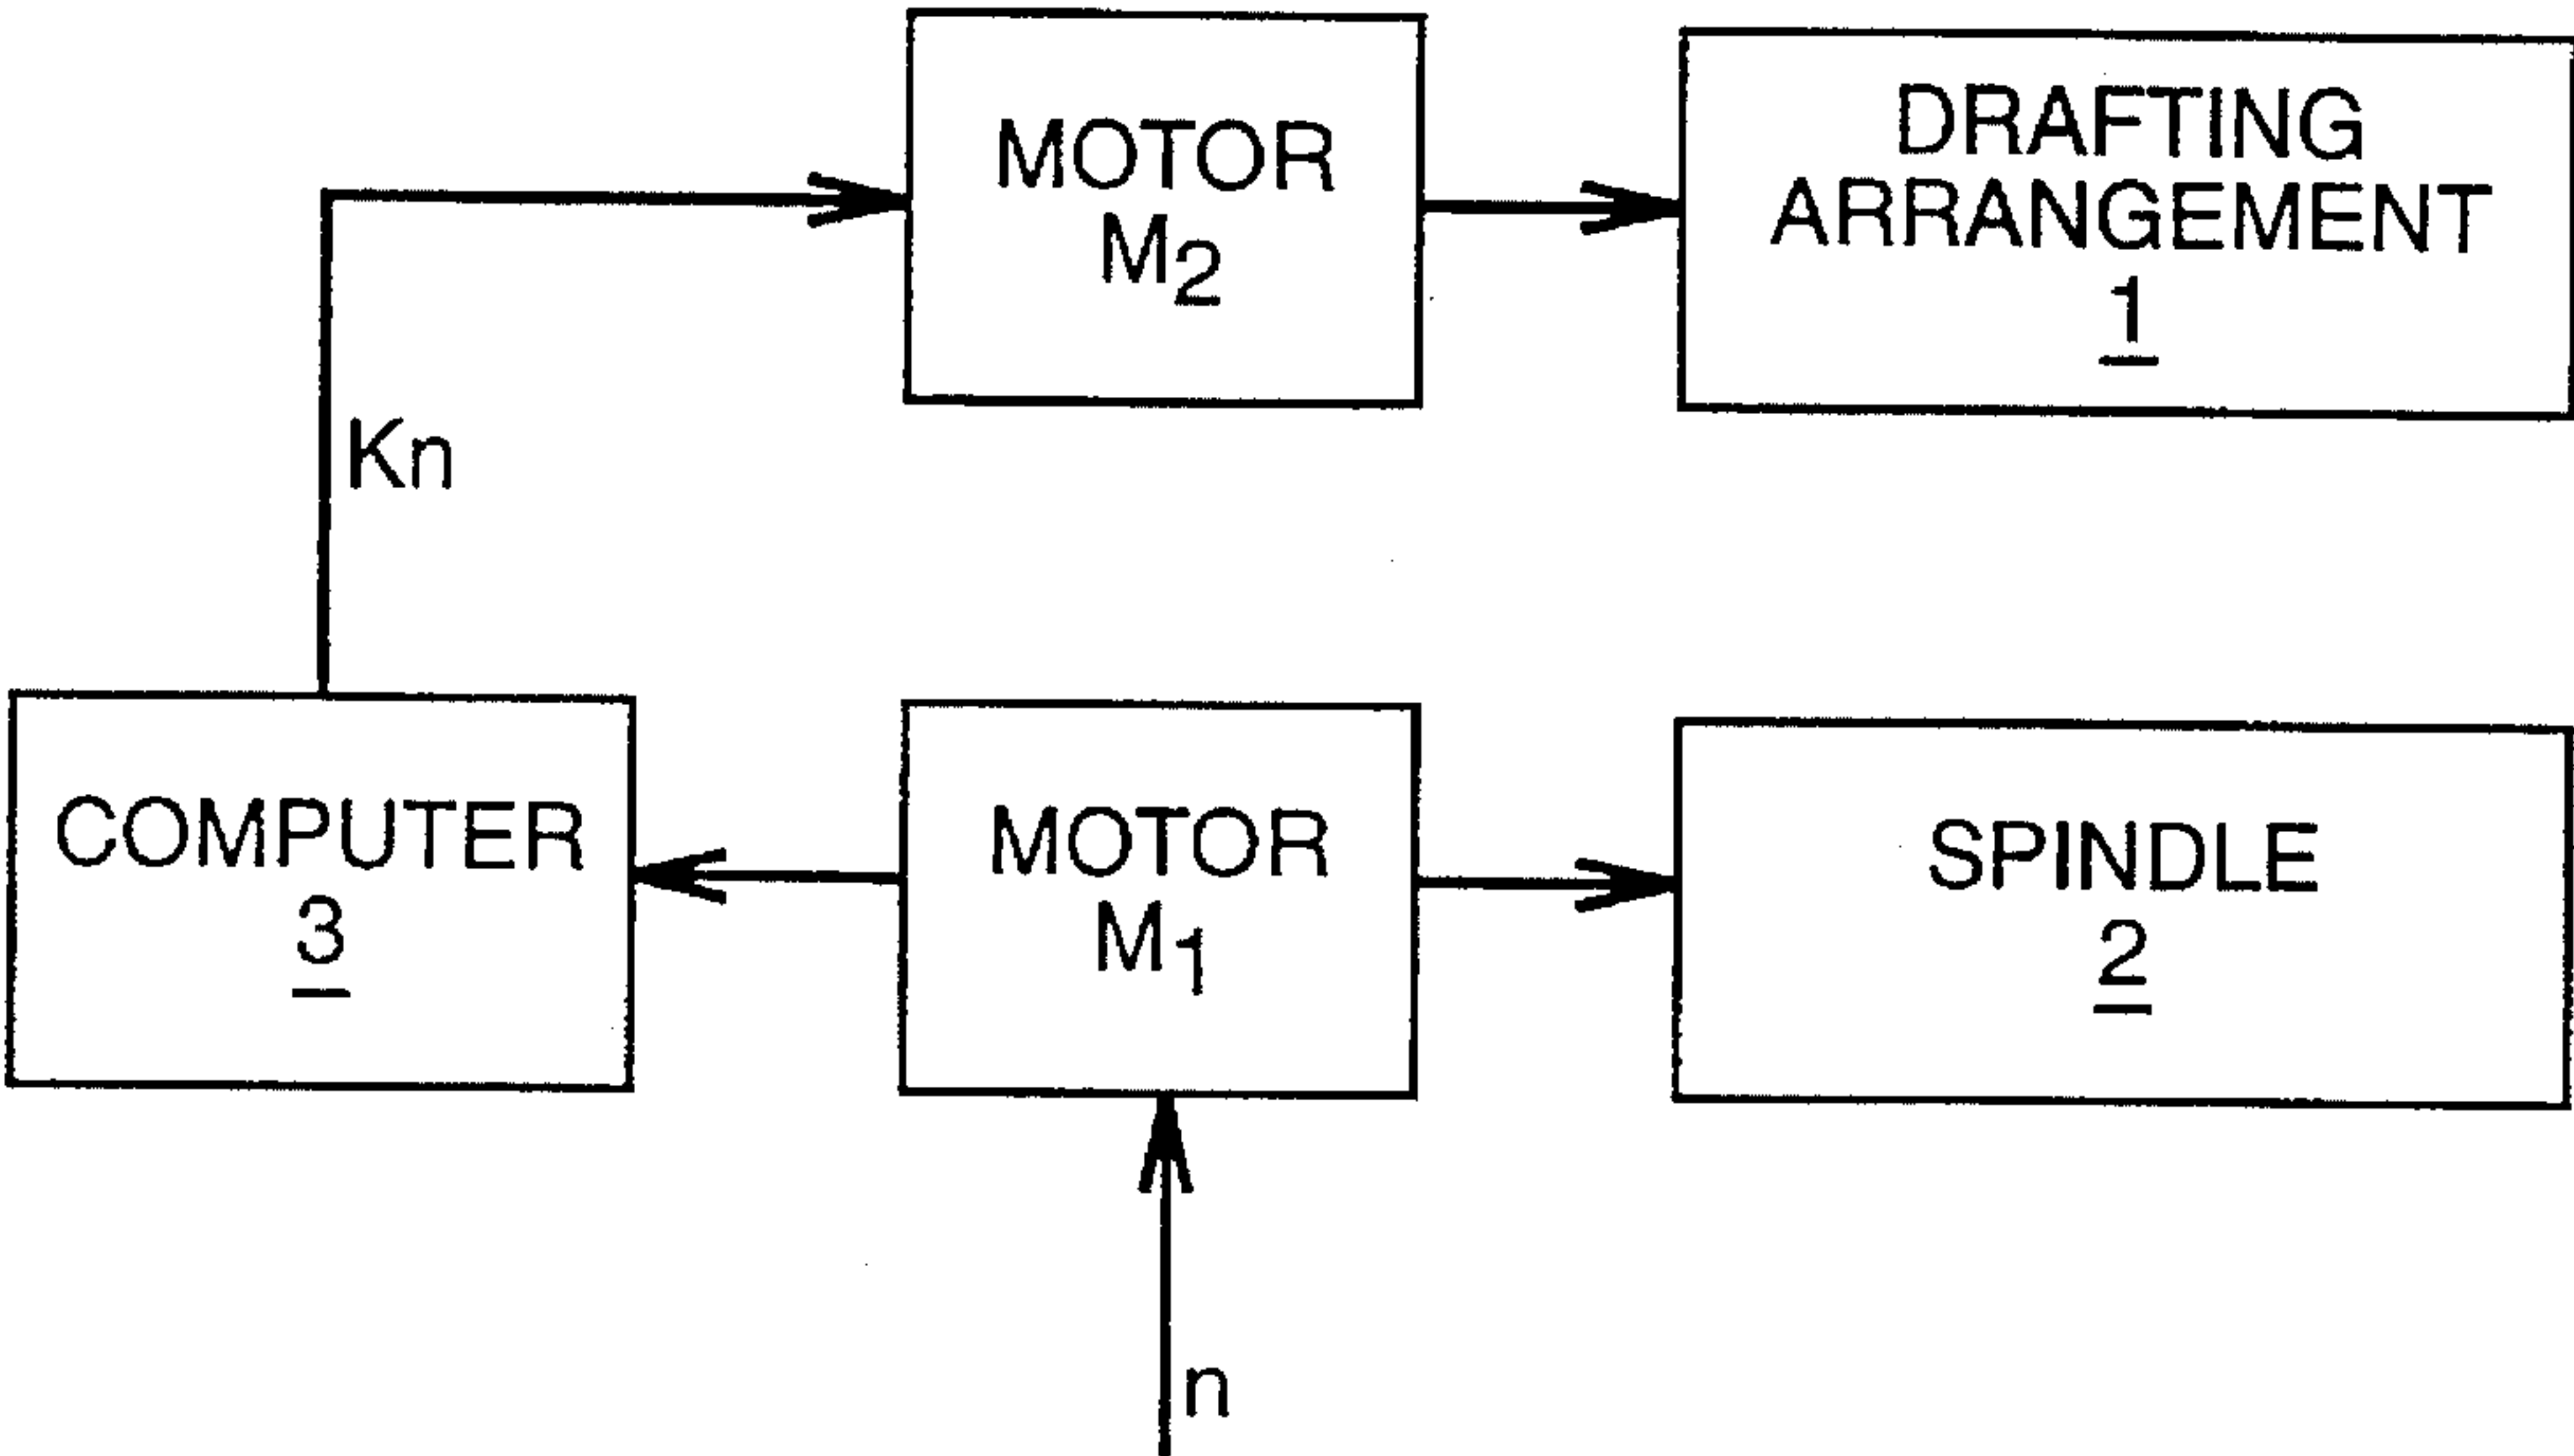 MOTOR
M2
DRAFTING
ARRANGEMENT
1
Kn
COMPUTER
3
MOTOR
M1
SPINDLE
2
n